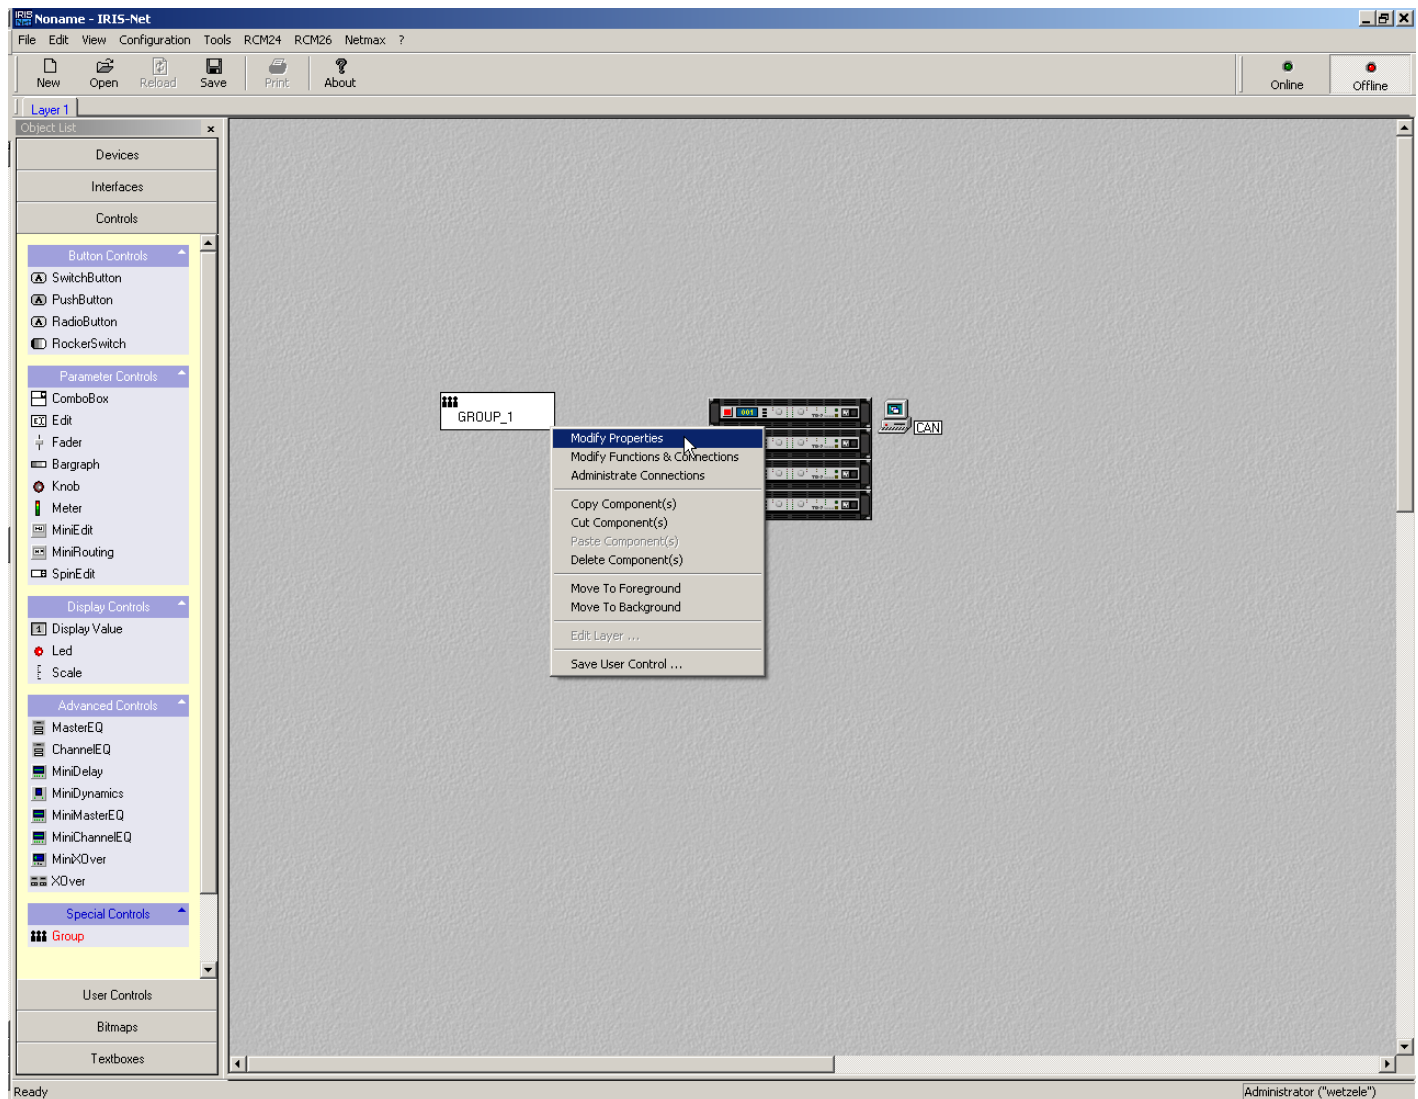 IRIS Net Noname - IRIS-Net
File Edit View Configuration Tools RCM24 RCM26 Netmax ?
New Open Reload Save Print About Online Offline
Layer 1
Object List
Devices
Interfaces
Controls
Button Controls
SwitchButton
PushButton
RadioButton
RockerSwitch
Parameter Controls
ComboBox
Edit
Fader
Bargraph
Knob
Meter
MiniEdit
MiniRouting
SpinEdit
Display Controls
Display Value
Led
Scale
Advanced Controls
MasterEQ
ChannelEQ
MiniDelay
MiniDynamics
MiniMasterEQ
MiniChannelEQ
MiniXOver
XOver
Special Controls
Group
User Controls
Bitmaps
Textboxes
GROUP_1
001
CAN
Modify Properties
Modify Functions & Connections
Administrate Connections
Copy Component(s)
Cut Component(s)
Paste Component(s)
Delete Component(s)
Move To Foreground
Move To Background
Edit Layer ...
Save User Control ...
Ready
Administrator ("wetzele")